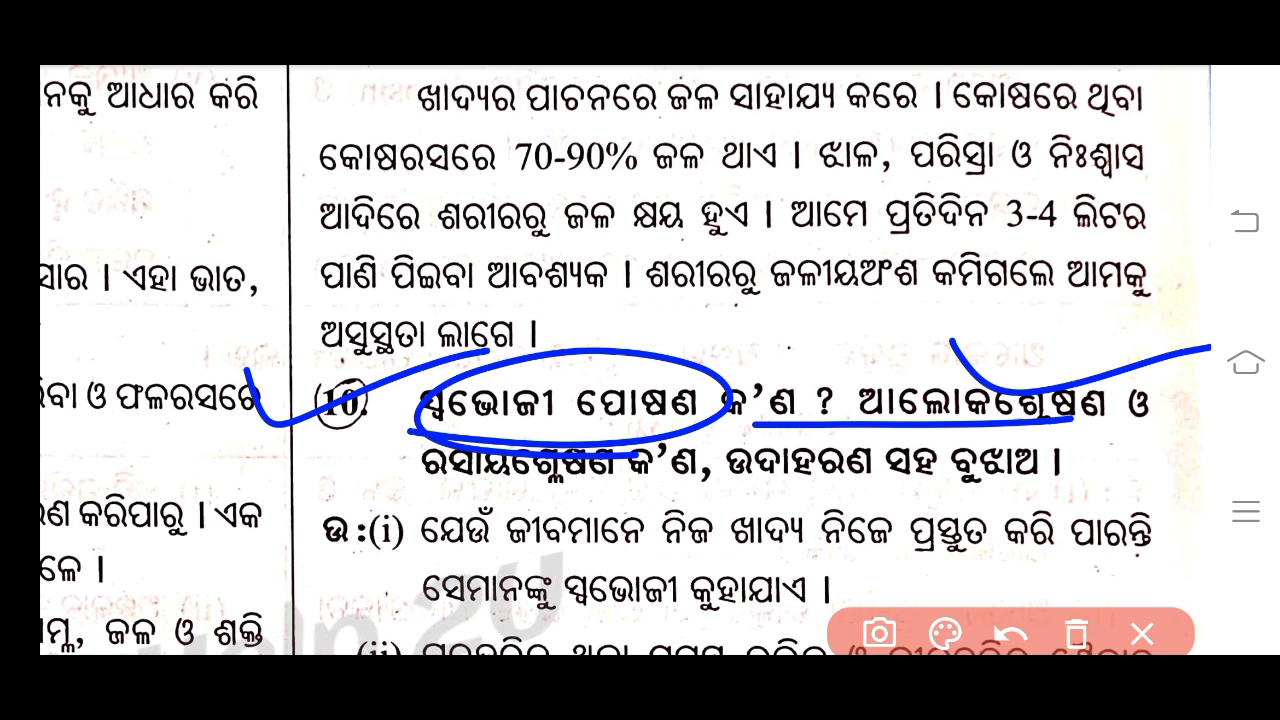 ନକୁ ଆଧାର କରି
ସାର । ଏହା ଭାତ,
ଓ ଫଳରସରେ
କରିପାରୁ । ଏକ
ଳେ ।
ଜଳ ଓ ଶକ୍ତି
ଖାଦ୍ୟର ପାଚନରେ ଜଳ ସାହାଯ୍ୟ କରେ । କୋଷରେ ଥିବା
କୋଷରସରେ 70-90% ଜଳ ଥାଏ । ଝାଳ, ପରିସ୍ରା ଓ ନିଃଶ୍ୱାସ
ଆଦିରେ ଶରୀରରୁ ଜଳ କ୍ଷୟ ହୁଏ । ଆମେ ପ୍ରତିଦିନ 3-4 ଲିଟର
ପାଣି ପିଇବା ଆବଶ୍ୟକ । ଶରୀରରୁ ଜଳୀୟଅଂଶ କମିଗଲେ ଆମକୁ
ଅସୁସ୍ଥତା ଲାଗେ ।
10. ସ୍ଵଭୋଜୀ ପୋଷଣ କ’ଣ ? ଆଲୋକଶ୍ଳେଷଣ ଓ
ରସାୟଶ୍ଳେଷଣ କ’ଣ, ଉଦାହରଣ ସହ ବୁଝାଅ ।
ଉ :(i) ଯେଉଁ ଜୀବମାନେ ନିଜ ଖାଦ୍ୟ ନିଜେ ପ୍ରସ୍ତୁତ କରି ପାରନ୍ତି
ସେମାନଙ୍କୁ ସ୍ଵଭୋଜୀ କୁହାଯାଏ ।
(ii)